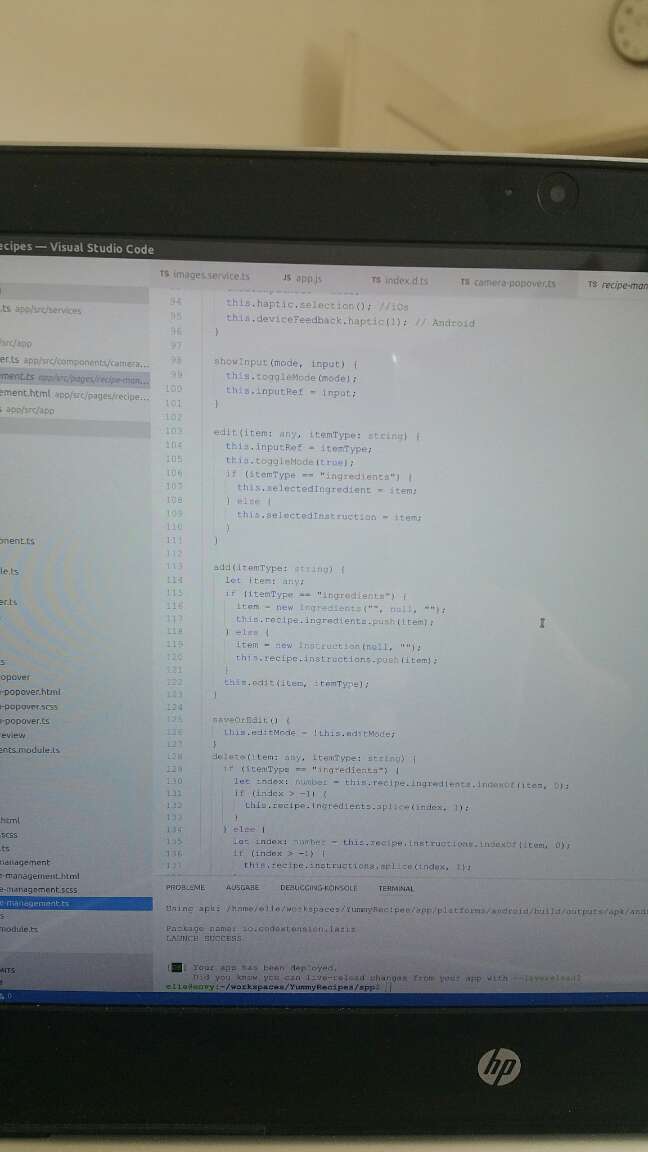 ecipes — Visual Studio Code
TS images.service.ts JS app.js TS index.d.ts TS camera-popover.ts TS recipe-man
.ts app/src/services
/src/app
er.ts app/src/components/camera...
ement.ts app/src/pages/recipe-man...
ement.html app/src/pages/recipe...
s app/src/app
onent.ts
le.ts
er.ts
ts
opover
-popover.html
-popover.scss
-popover.ts
review
ents.module.ts
html
.scss
.ts
management
e-management.html
e-management.scss
e-management.ts
s
module.ts
94 this.haptic.selection(); //iOs
95 this.deviceFeedback.haptic(1); // Android
96 }
97
98 showInput(mode, input) {
99 this.toggleMode(mode);
100 this.inputRef = input;
101 }
102
103 edit(item: any, itemType: string) {
104 this.inputRef = itemType;
105 this.toggleMode(true);
106 if (itemType == "ingredients") {
107 this.selectedIngredient = item;
108 } else {
109 this.selectedInstruction = item;
110 }
111 }
112
113 add(itemType: string) {
114 let item: any;
115 if (itemType == "ingredients") {
116 item = new Ingredients("", null, "");
117 this.recipe.ingredients.push(item);
118 } else {
119 item = new Instruction(null, "");
120 this.recipe.instructions.push(item);
121 }
122 this.edit(item, itemType);
123 }
124
125 saveOrEdit() {
126 this.editMode = !this.editMode;
127 }
128 delete(item: any, itemType: string) {
129 if (itemType == "ingredients") {
130 let index: number = this.recipe.ingredients.indexOf(item, 0);
131 if (index > -1) {
132 this.recipe.ingredients.splice(index, 1);
133 }
134 } else {
135 let index: number = this.recipe.instructions.indexOf(item, 0);
136 if (index > -1) {
137 this.recipe.instructions.splice(index, 1);
PROBLEME AUSGABE DEBUGGING-KONSOLE TERMINAL
Using apk: /home/elle/workspaces/YummyRecipes/app/platforms/android/build/outputs/apk/andr
Package name: io.codextension.lazis
LAUNCH SUCCESS
Your app has been deployed.
Did you know you can live-reload changes from your app with --livereload?
elle@envy:~/workspaces/YummyRecipes/app$
hp